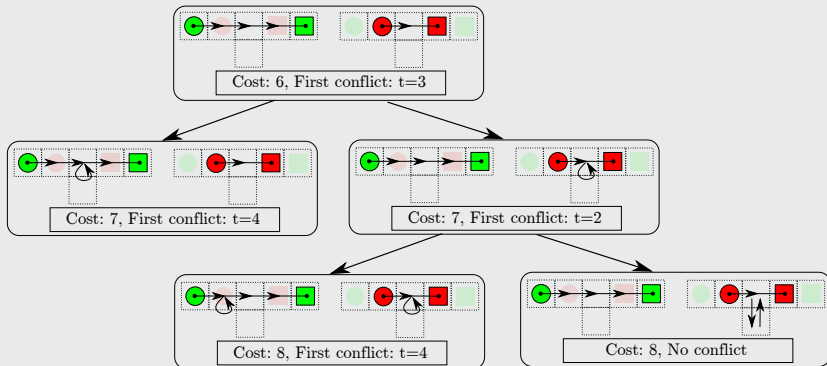 Cost: 6, First conflict: t=3
Cost: 7, First conflict: t=4
Cost: 7, First conflict: t=2
Cost: 8, First conflict: t=4
Cost: 8, No conflict